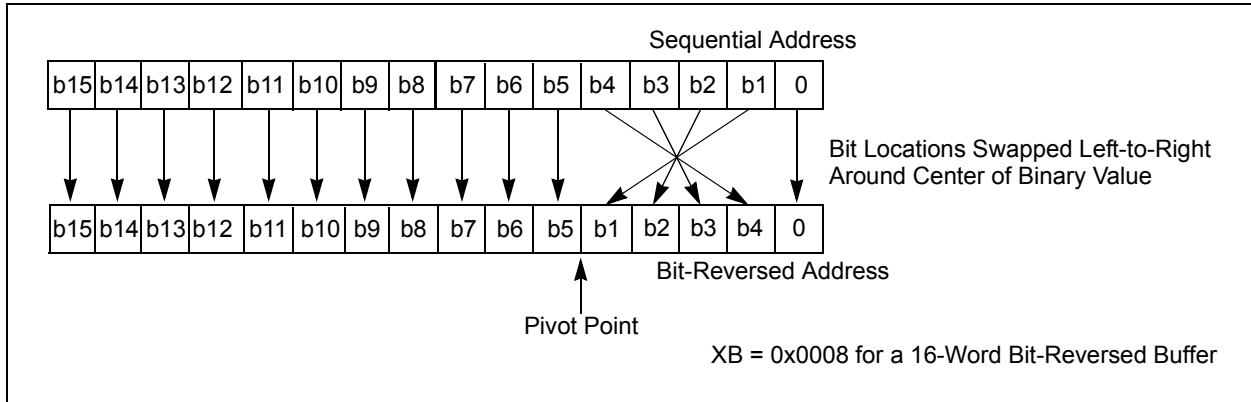 Sequential Address
b15 b14 b13 b12 b11 b10 b9 b8 b7 b6 b5 b4 b3 b2 b1 0
Bit Locations Swapped Left-to-Right
Around Center of Binary Value
b15 b14 b13 b12 b11 b10 b9 b8 b7 b6 b5 b1 b2 b3 b4 0
Bit-Reversed Address
Pivot Point
XB = 0x0008 for a 16-Word Bit-Reversed Buffer